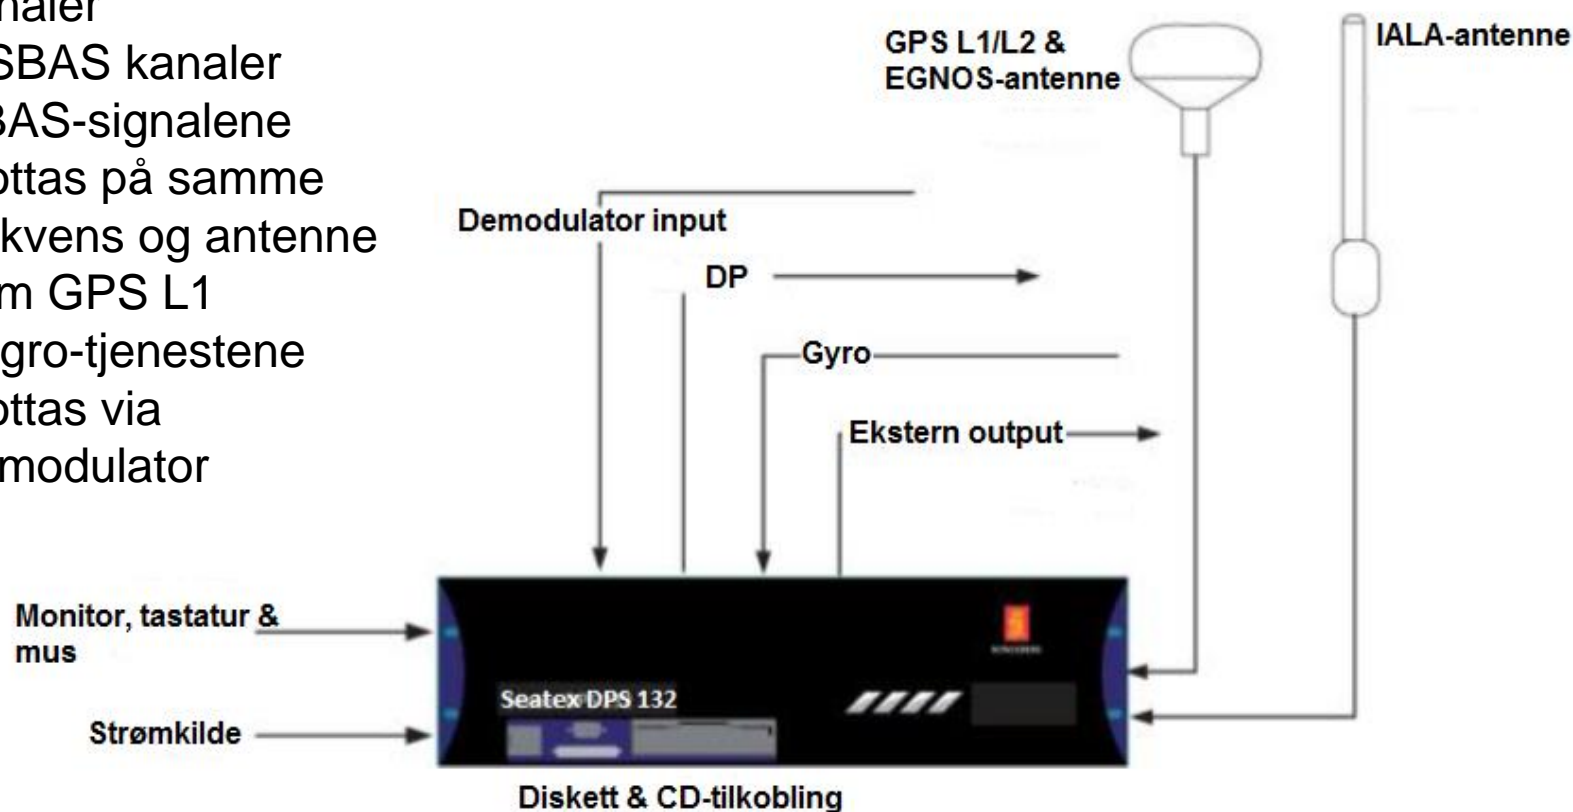 naler
SBAS kanaler
BAS-signalene
ottas på samme
kvens og antenne
m GPS L1
gro-tjenestene
ottas via
modulator
GPS L1/L2 &
EGNOS-antenne
IALA-antenne
Demodulator input
DP
Gyro
Ekstern output
Monitor, tastatur &
mus
Strømkilde
KONGSBERG
Seatex DPS 132
Diskett & CD-tilkobling